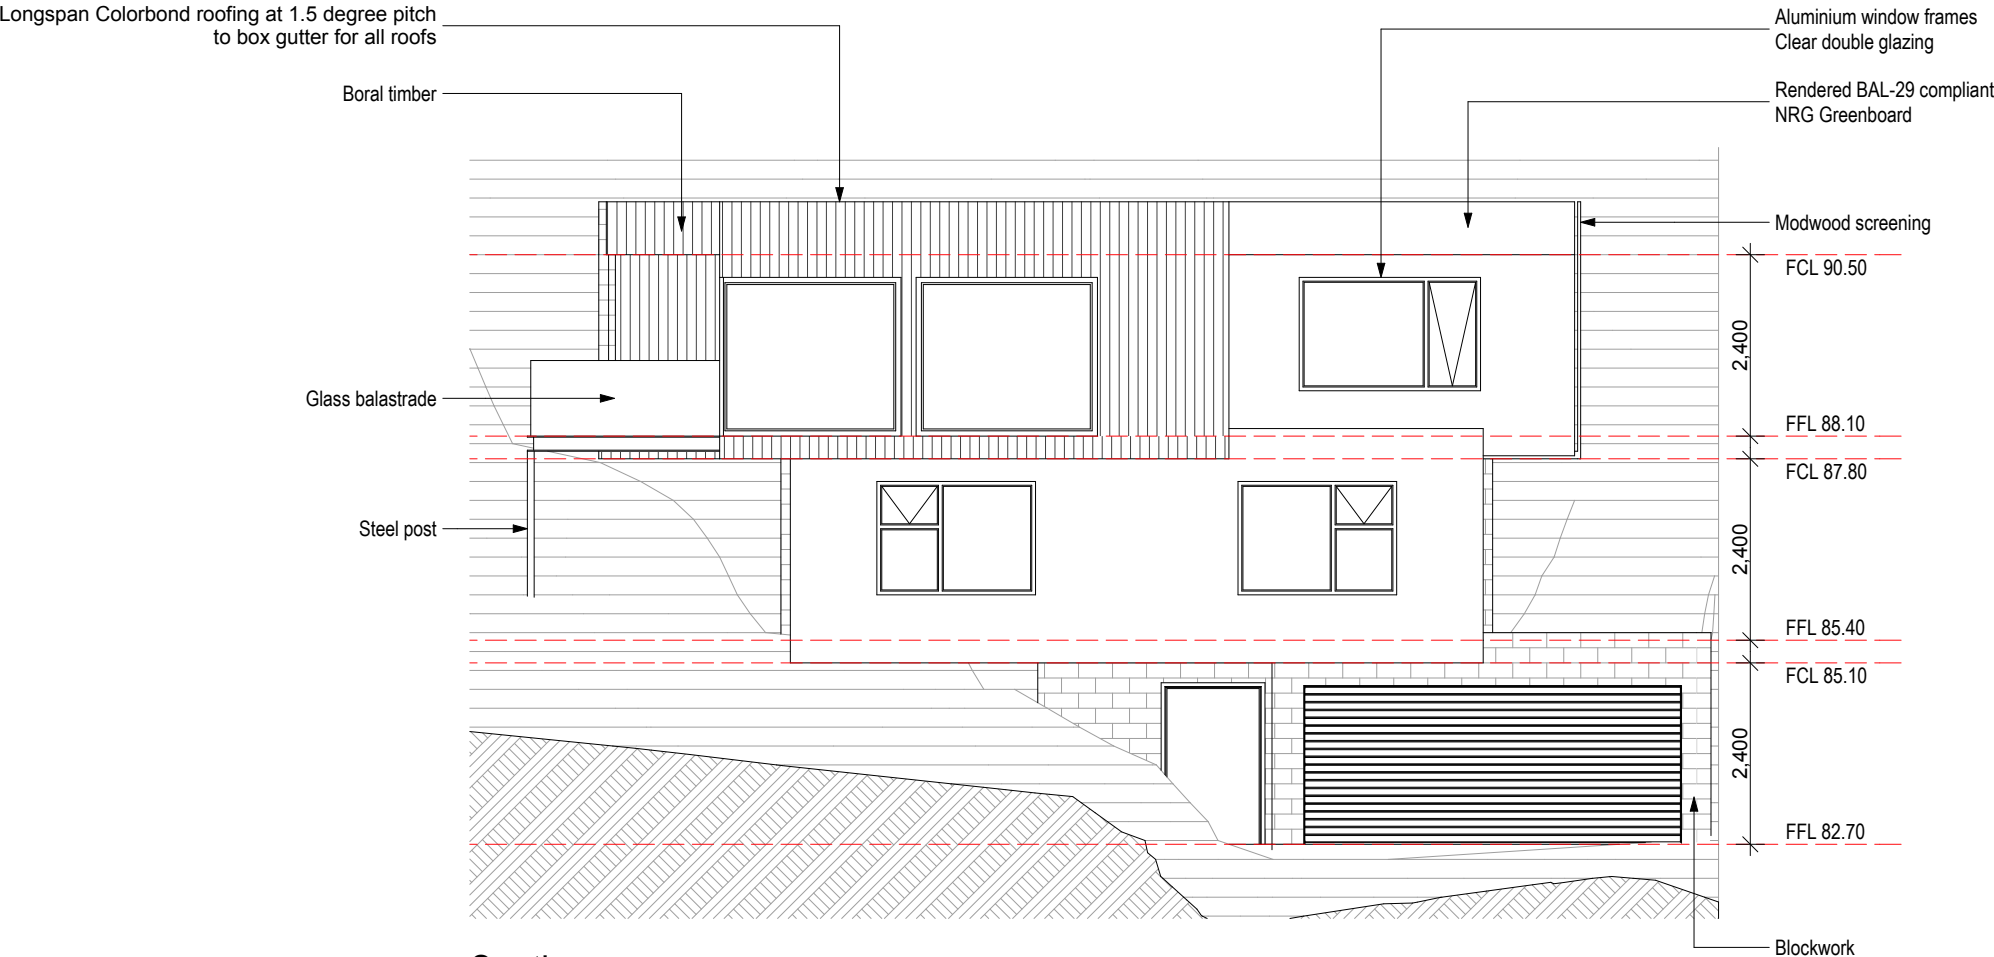 Longspan Colorbond roofing at 1.5 degree pitch
to box gutter for all roofs
Boral timber
Glass balastrade
Steel post
Aluminium window frames
Clear double glazing
Rendered BAL-29 compliant
NRG Greenboard
Modwood screening
FCL 90.50
2,400
FFL 88.10
FCL 87.80
2,400
FFL 85.40
FCL 85.10
2,400
FFL 82.70
Blockwork